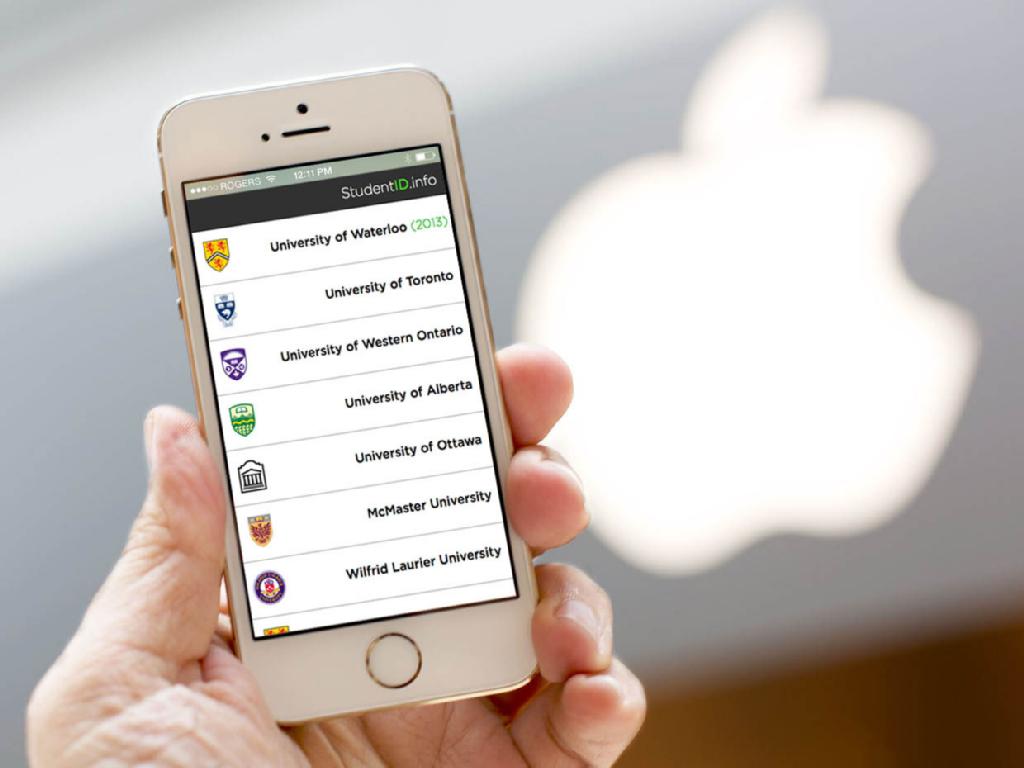 ROGERS 12:11 PM
StudentID.info
University of Waterloo (2013)
University of Toronto
University of Western Ontario
University of Alberta
University of Ottawa
McMaster University
Wilfrid Laurier University